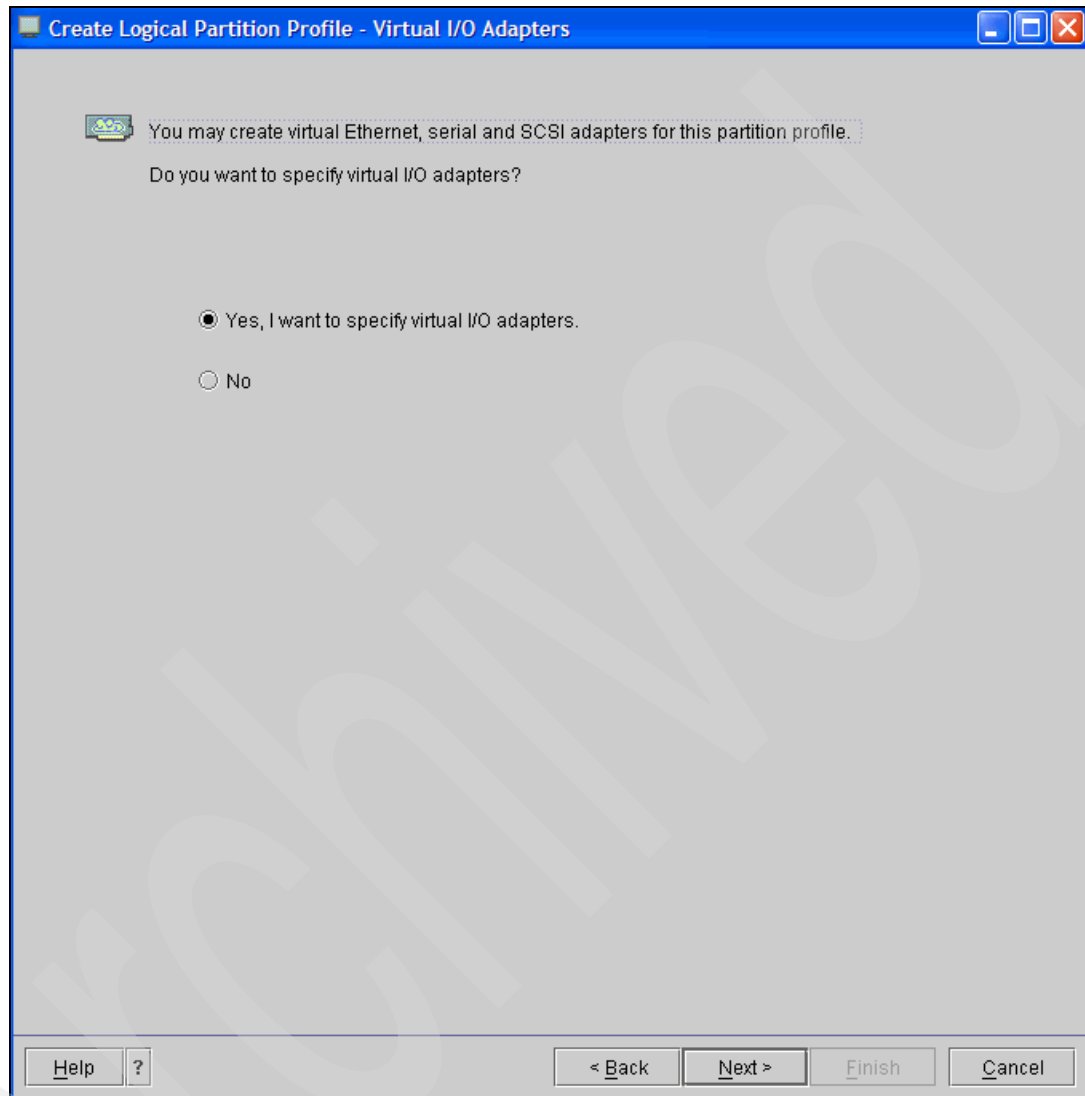 Create Logical Partition Profile - Virtual I/O Adapters
You may create virtual Ethernet, serial and SCSI adapters for this partition profile.
Do you want to specify virtual I/O adapters?
Yes, I want to specify virtual I/O adapters.
No
rchived
Help ? < Back Next > Finish Cancel